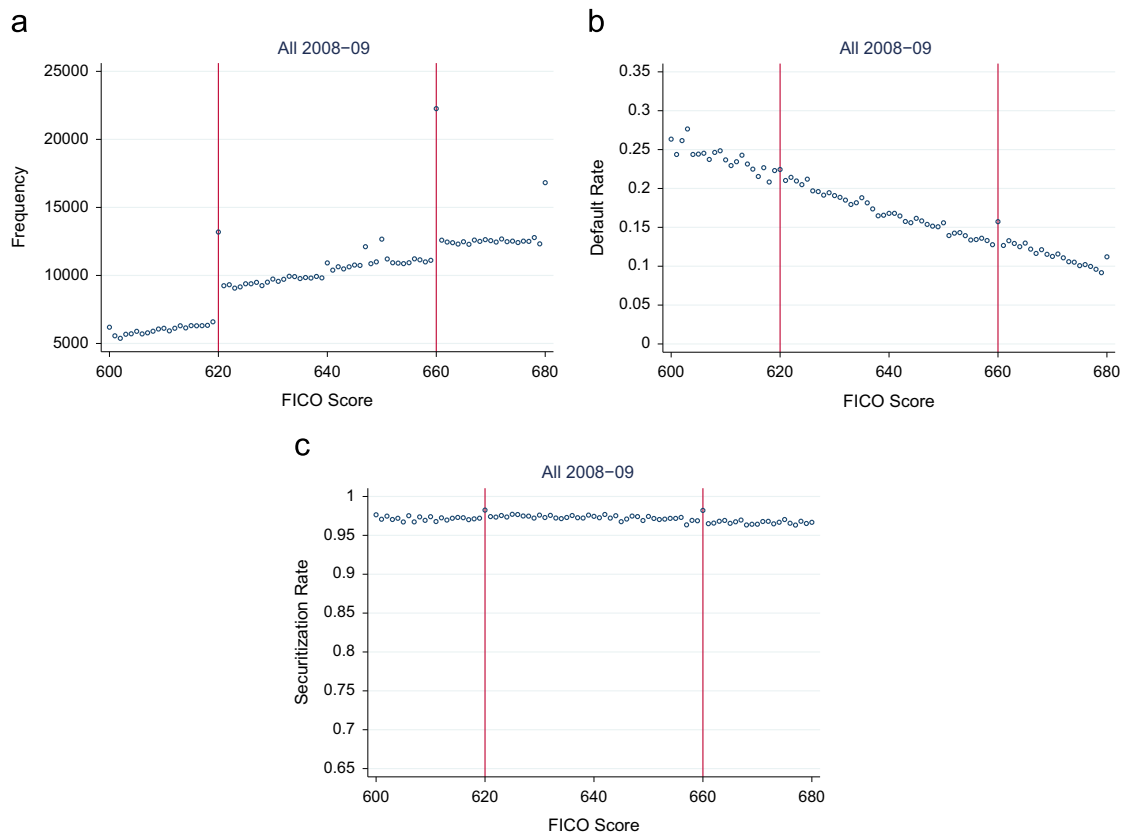 a
All 2008−09
Frequency
25000
20000
15000
10000
5000
600 620 640 660 680
FICO Score
b
All 2008−09
Default Rate
0.35
0.3
0.25
0.2
0.15
0.1
0.05
0
600 620 640 660 680
FICO Score
c
All 2008−09
Securitization Rate
1
0.95
0.9
0.85
0.8
0.75
0.7
0.65
600 620 640 660 680
FICO Score